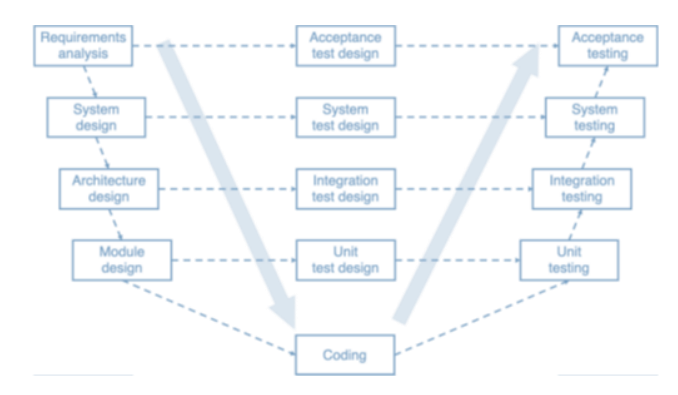 Requirements
analysis
Acceptance
test design
Acceptance
testing
System
design
System
test design
System
testing
Architecture
design
Integration
test design
Integration
testing
Module
design
Unit
test design
Unit
testing
Coding